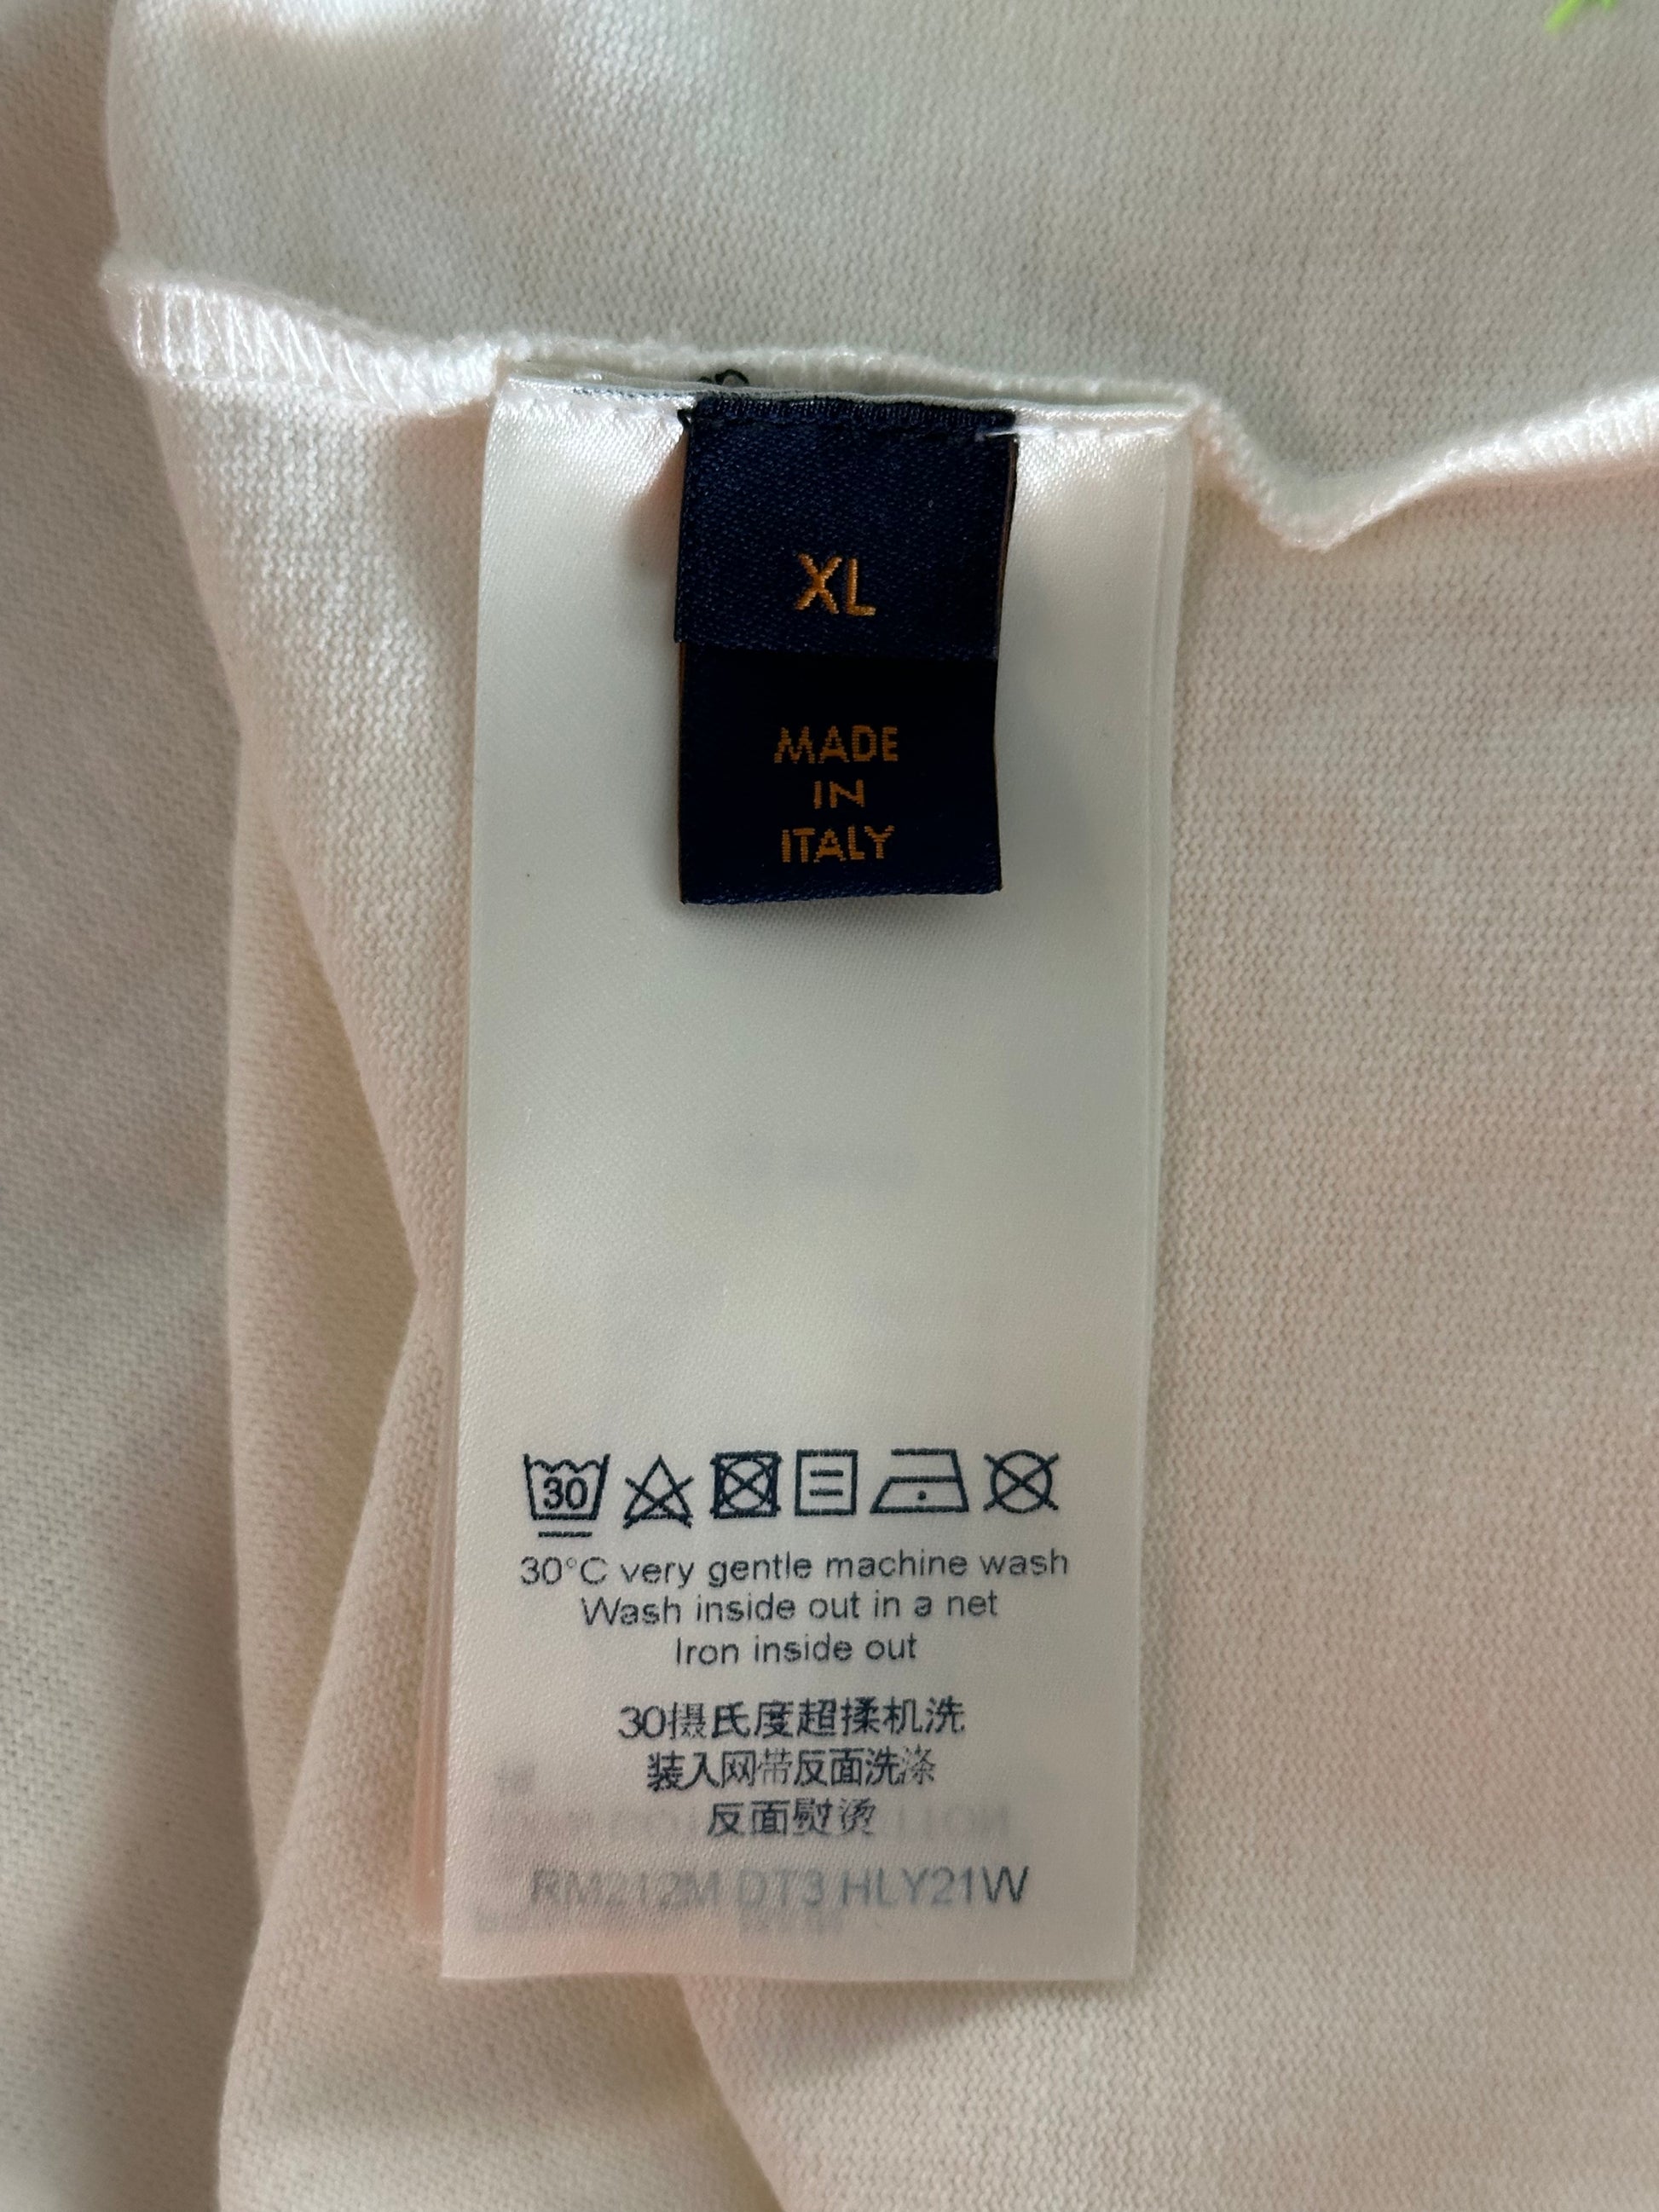 XL
MADE
IN
ITALY
30
30°C very gentle machine wash
Wash inside out in a net
Iron inside out
30摄氏度超揉机洗
装入网带反面洗涤
反面熨烫
RM212M DT3 HLY21W